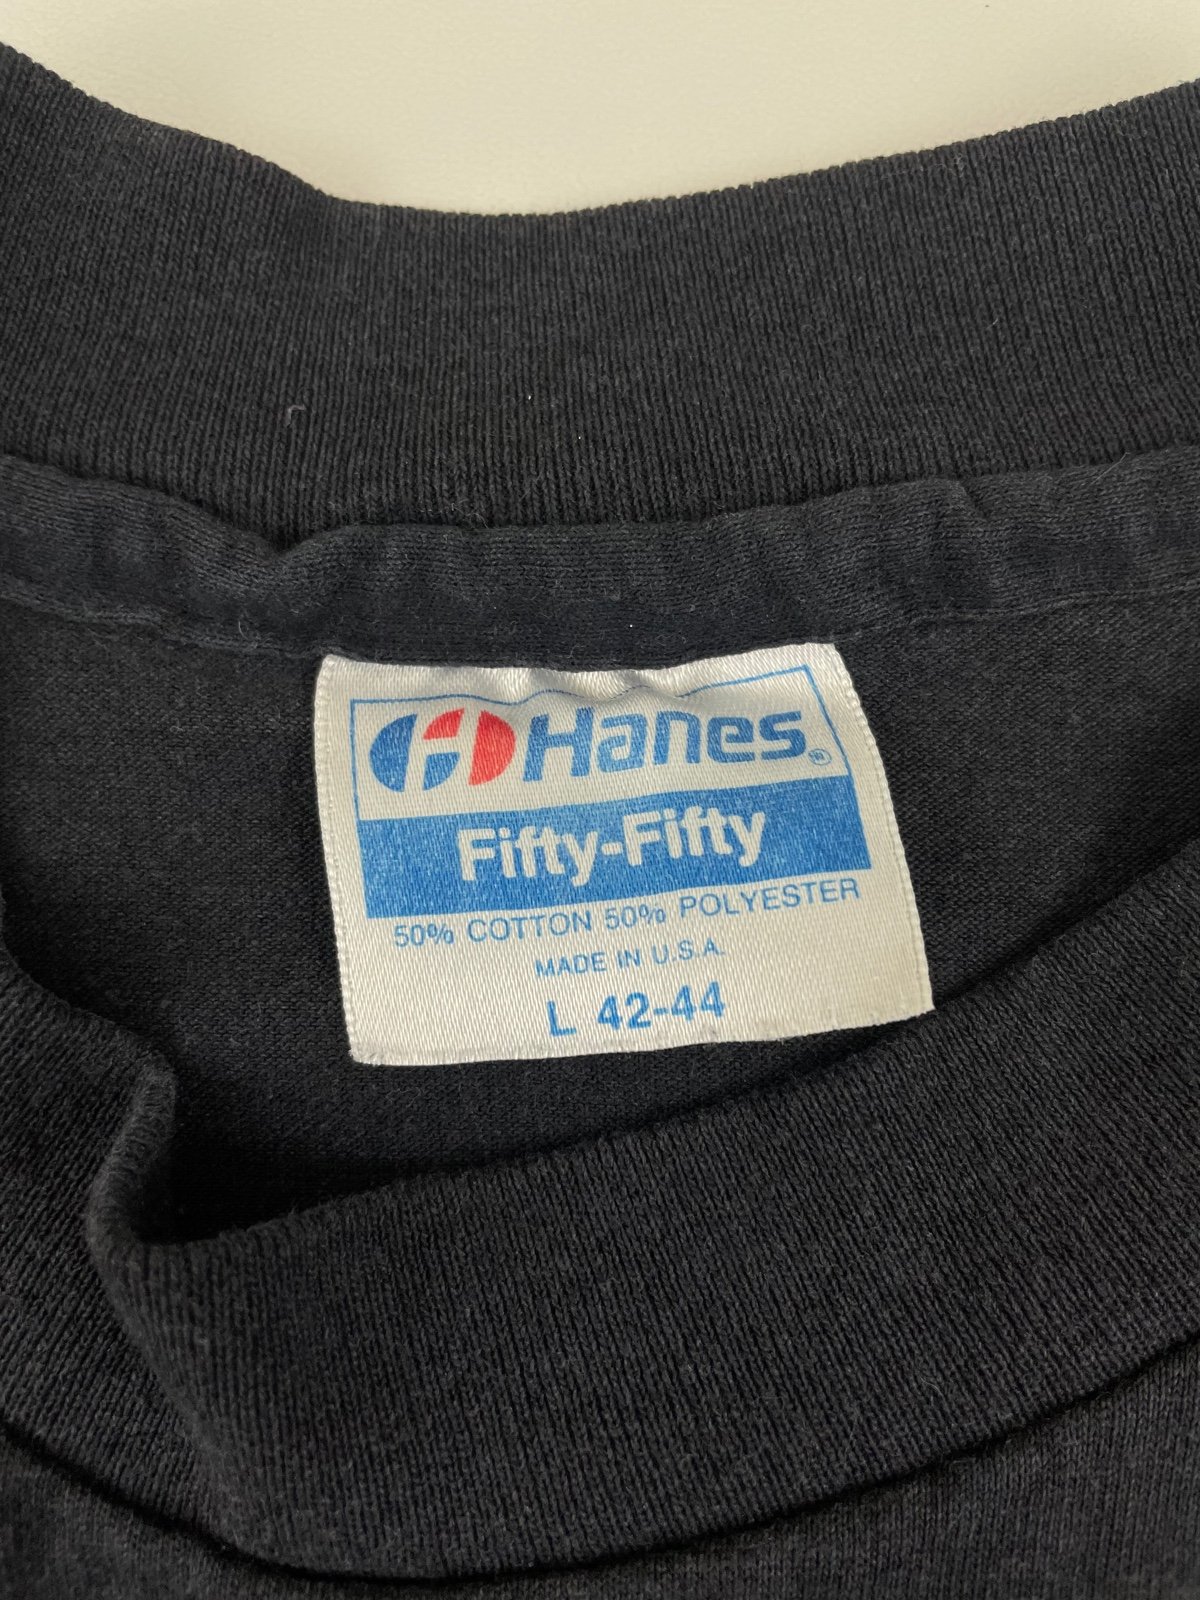 Hanes®
Fifty-Fifty
50% COTTON 50% POLYESTER
MADE IN U.S.A.
L 42-44